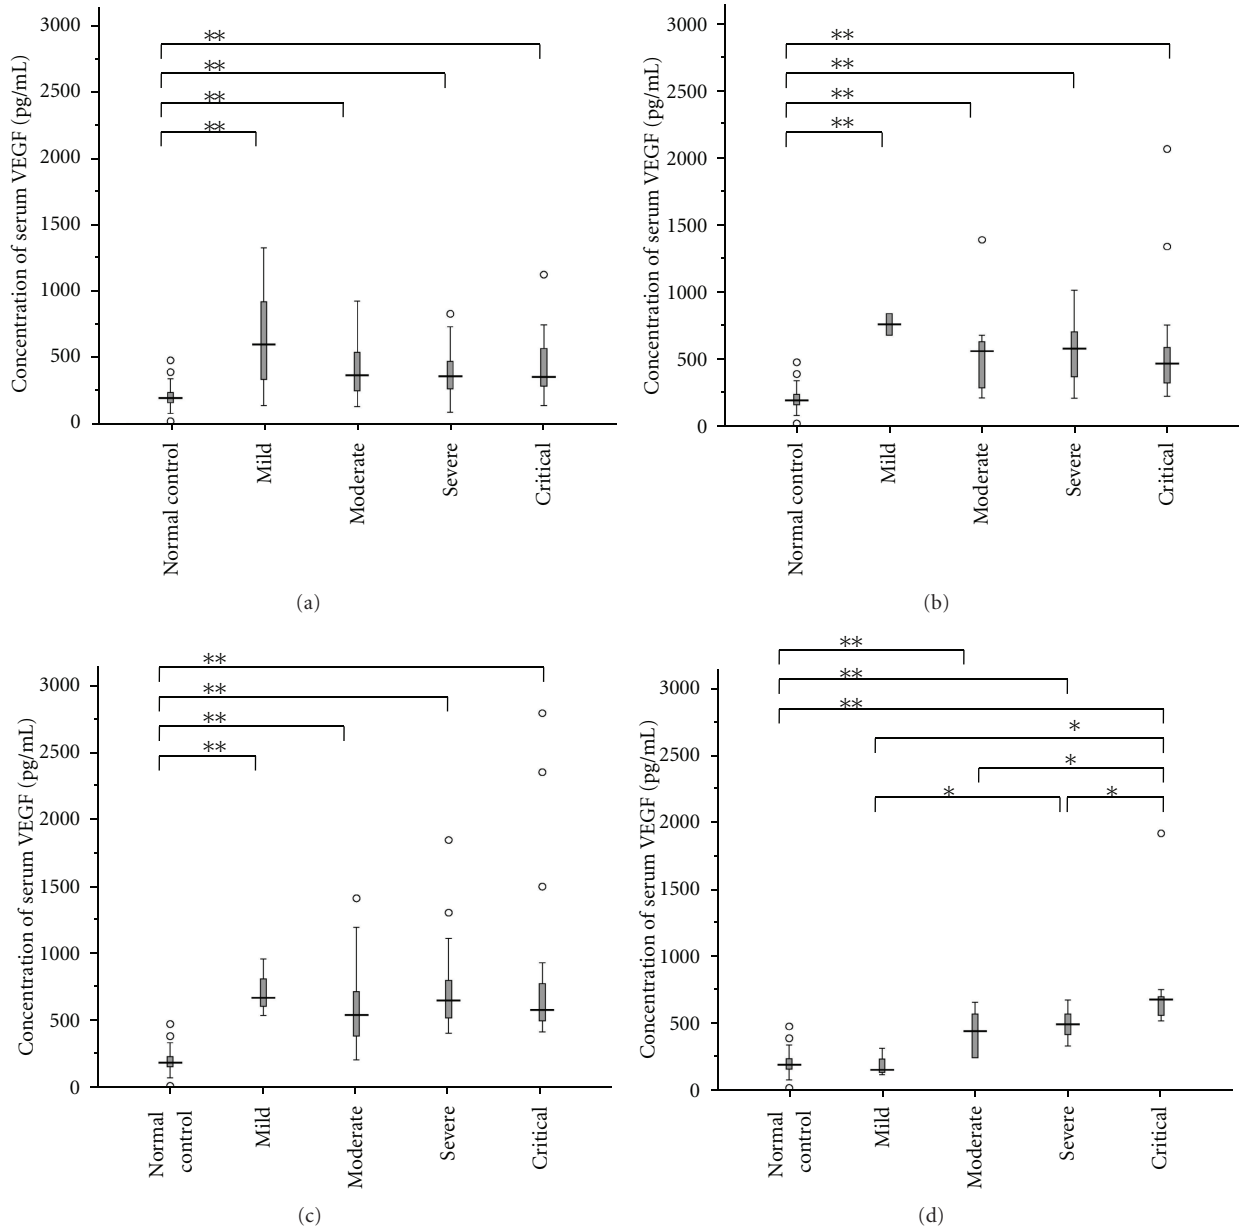 Concentration of serum VEGF (pg/mL)
3000
2500
2000
1500
1000
500
0
**
**
**
**
Normal control
Mild
Moderate
Severe
Critical
(a)
Concentration of serum VEGF (pg/mL)
3000
2500
2000
1500
1000
500
0
**
**
**
**
Normal control
Mild
Moderate
Severe
Critical
(b)
Concentration of serum VEGF (pg/mL)
3000
2500
2000
1500
1000
500
0
**
**
**
**
Normal
control
Mild
Moderate
Severe
Critical
(c)
Concentration of serum VEGF (pg/mL)
3000
2500
2000
1500
1000
500
0
**
**
**
*
*
* *
Normal
control
Mild
Moderate
Severe
Critical
(d)